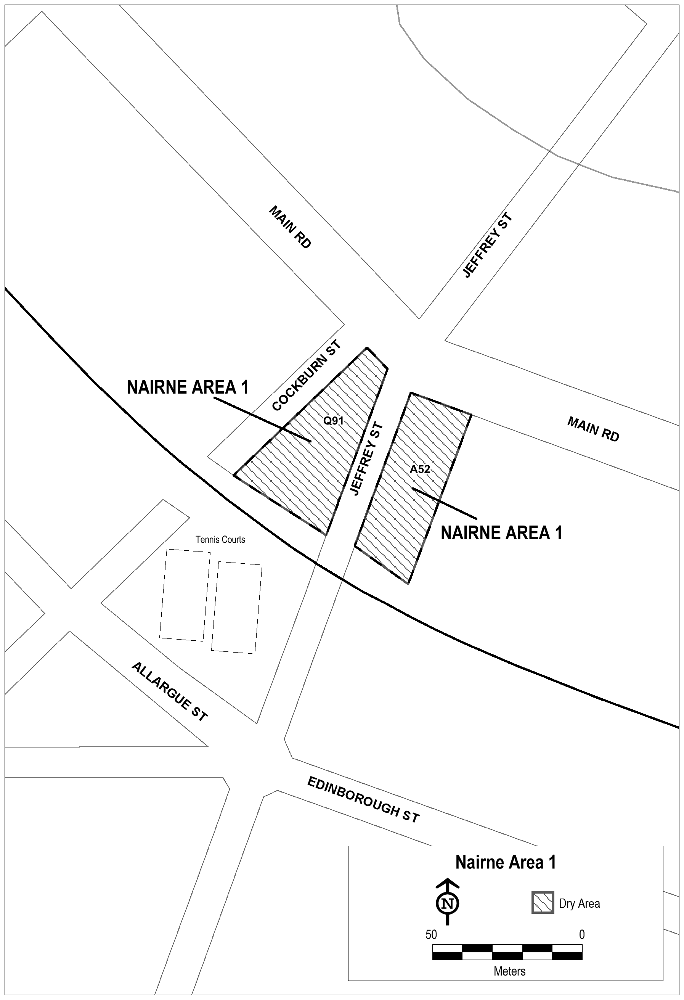 MAIN RD
JEFFREY ST
COCKBURN ST
NAIRNE AREA 1
Q91
MAIN RD
JEFFREY ST
A52
NAIRNE AREA 1
Tennis Courts
ALLARGUE ST
EDINBOROUGH ST
Nairne Area 1
N
Dry Area
50 0
Meters